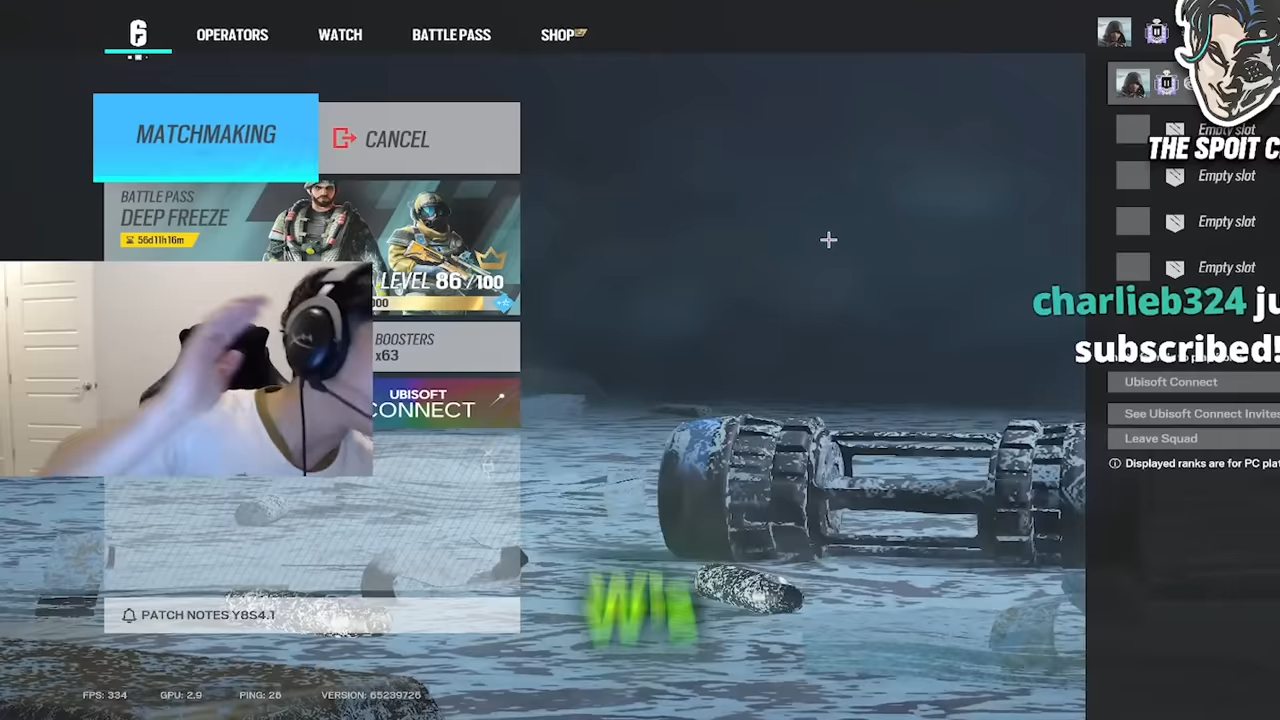 6
OPERATORS
WATCH
BATTLE PASS
SHOP
MATCHMAKING
CANCEL
BATTLE PASS
DEEP FREEZE
56d11h16m
LEVEL 86/100
BOOSTERS
x63
UBISOFT
CONNECT
PATCH NOTES Y8S4.1
FPS: 334
GPU: 2.9
PING: 26
VERSION: 65239726
Empty slot
THE SPOIT C
Empty slot
Empty slot
Empty slot
charlieb324 ju
subscribed!
Ubisoft Connect
See Ubisoft Connect Invites
Leave Squad
Displayed ranks are for PC plat